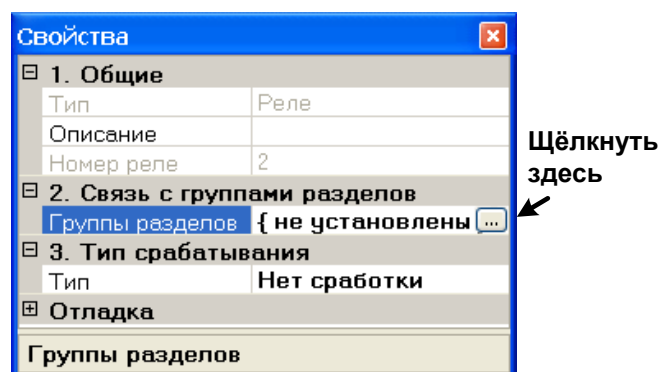 Свойства
1. Общие
Тип Реле
Описание
Номер реле 2
2. Связь с группами разделов
Группы разделов { не установлены ...
3. Тип срабатывания
Тип Нет сработки
Отладка
Группы разделов
Щёлкнуть
здесь